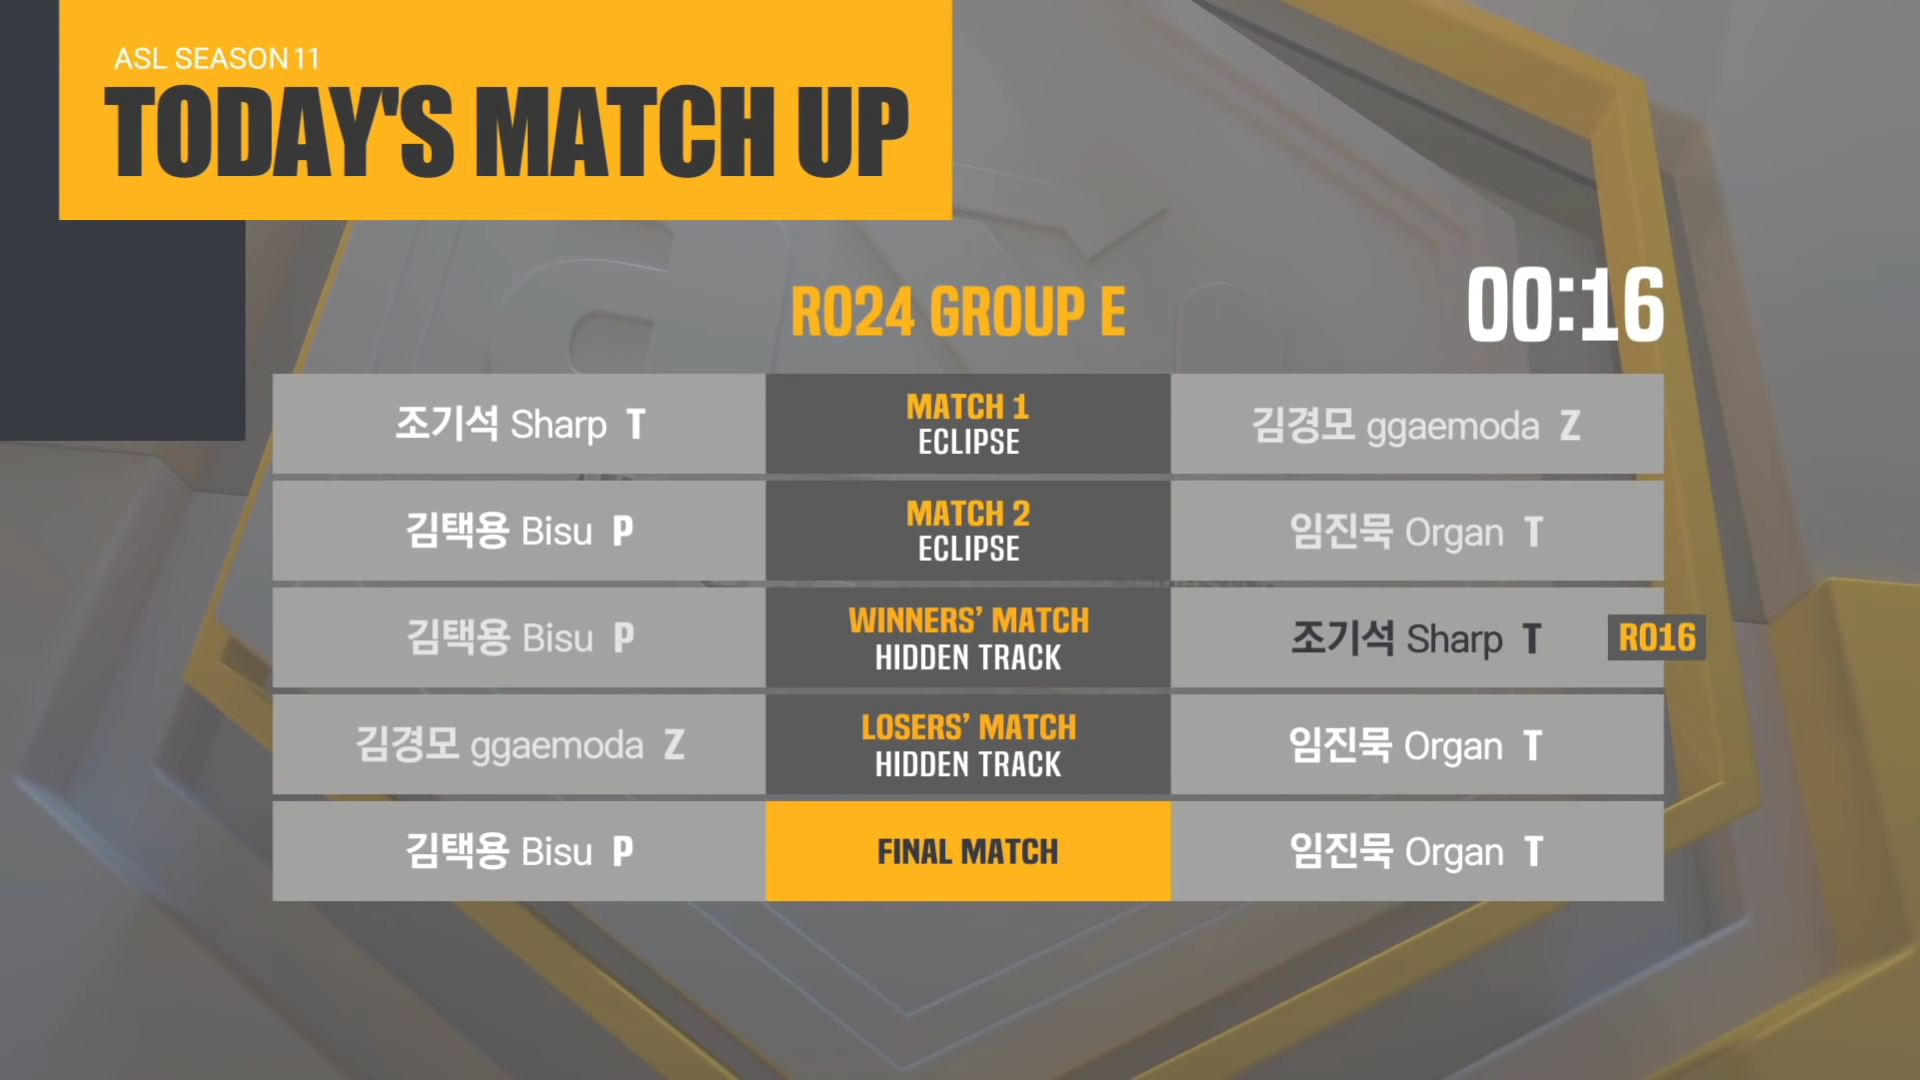 ASL SEASON 11
TODAY'S MATCH UP
RO24 GROUP E
00:16
조기석 Sharp T
MATCH 1
ECLIPSE
김경모 ggaemoda Z
김택용 Bisu P
MATCH 2
ECLIPSE
임진묵 Organ T
김택용 Bisu P
WINNERS’ MATCH
HIDDEN TRACK
조기석 Sharp T
RO16
김경모 ggaemoda Z
LOSERS’ MATCH
HIDDEN TRACK
임진묵 Organ T
김택용 Bisu P
FINAL MATCH
임진묵 Organ T